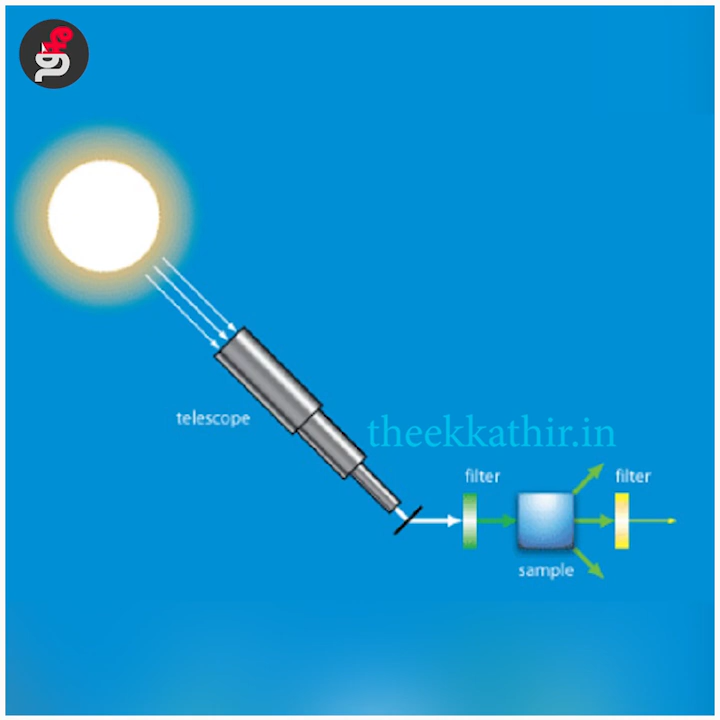 telescope
theekkathir.in
filter
filter
sample